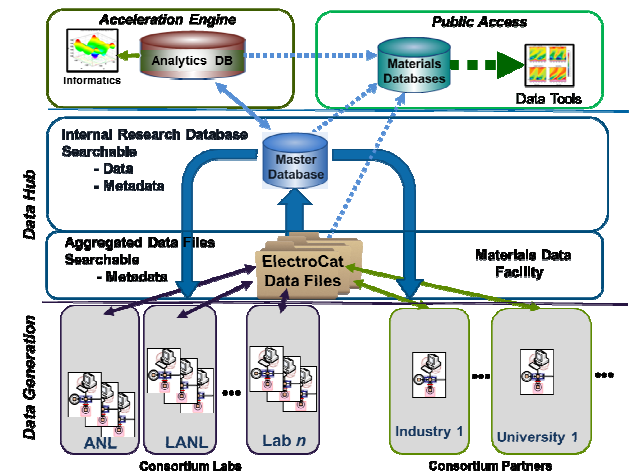 Acceleration Engine
Public Access
Analytics DB
Informatics
Materials
Databases
Data Tools
Internal Research Database
Searchable
- Data
- Metadata
Master
Database
Data Hub
Aggregated Data Files
Searchable
- Metadata
ElectroCat
Data Files
Materials Data
Facility
Data Generation
ANL
LANL
...
Lab n
Industry 1
...
University 1
...
Consortium Labs
Consortium Partners